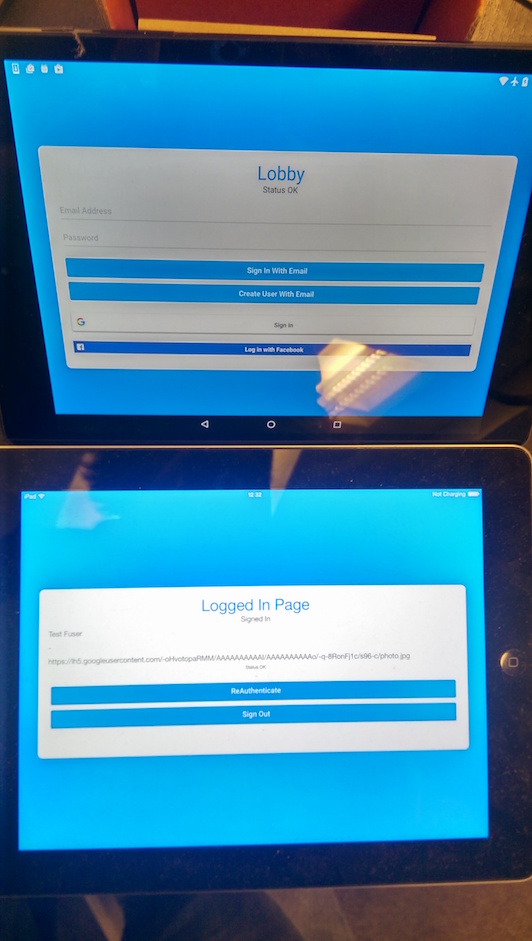 Lobby
Status OK
Email Address
Password
Sign In With Email
Create User With Email
G Sign in
f Log in with Facebook
iPad 12:32 Not Charging
Logged In Page
Signed In
Test Fuser
-
https://lh5.googleusercontent.com/-oHvotopaRMM/AAAAAAAAAAI/AAAAAAAAAAo/-q-8RonFj1c/s96-c/photo.jpg
Status OK
ReAuthenticate
Sign Out